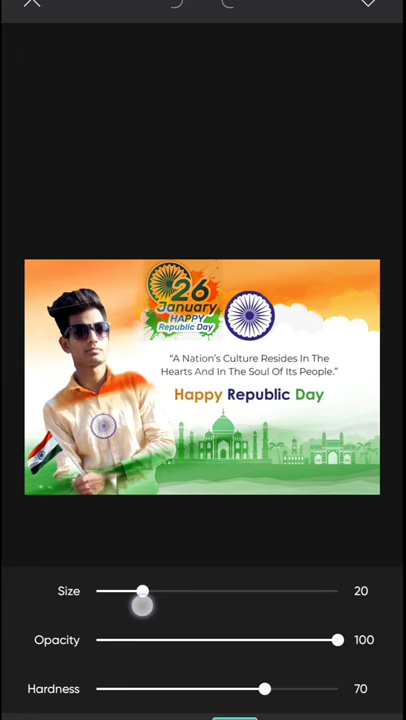 26
January
HAPPY
Republic Day
“A Nation’s Culture Resides In The
Hearts And In The Soul Of Its People.”
Happy Republic Day
Size 20
Opacity 100
Hardness 70